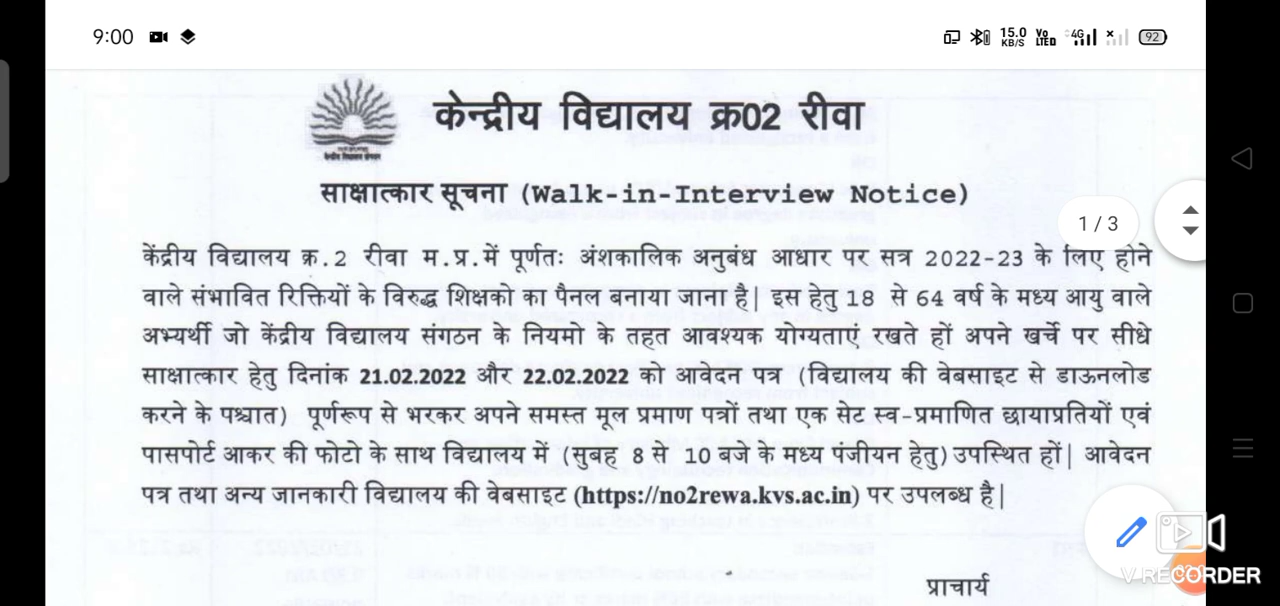 9:00
15.0
KB/S
Vo
LTE
4G
92
केन्द्रीय विद्यालय क्र02 रीवा
साक्षात्कार सूचना (Walk-in-Interview Notice)
1 / 3
केंद्रीय विद्यालय क्र.2 रीवा म.प्र.में पूर्णतः अंशकालिक अनुबंध आधार पर सत्र 2022-23 के लिए होने
वाले संभावित रिक्तियों के विरुद्ध शिक्षको का पैनल बनाया जाना है| इस हेतु 18 से 64 वर्ष के मध्य आयु वाले
अभ्यर्थी जो केंद्रीय विद्यालय संगठन के नियमो के तहत आवश्यक योग्यताएं रखते हों अपने खर्चे पर सीधे
साक्षात्कार हेतु दिनांक 21.02.2022 और 22.02.2022 को आवेदन पत्र (विद्यालय की वेबसाइट से डाऊनलोड
करने के पश्चात) पूर्णरूप से भरकर अपने समस्त मूल प्रमाण पत्रों तथा एक सेट स्व-प्रमाणित छायाप्रतियों एवं
पासपोर्ट आकर की फोटो के साथ विद्यालय में (सुबह 8 से 10 बजे के मध्य पंजीयन हेतु) उपस्थित हों| आवेदन
पत्र तथा अन्य जानकारी विद्यालय की वेबसाइट (https://no2rewa.kvs.ac.in) पर उपलब्ध है|
प्राचार्य
V RECORDER